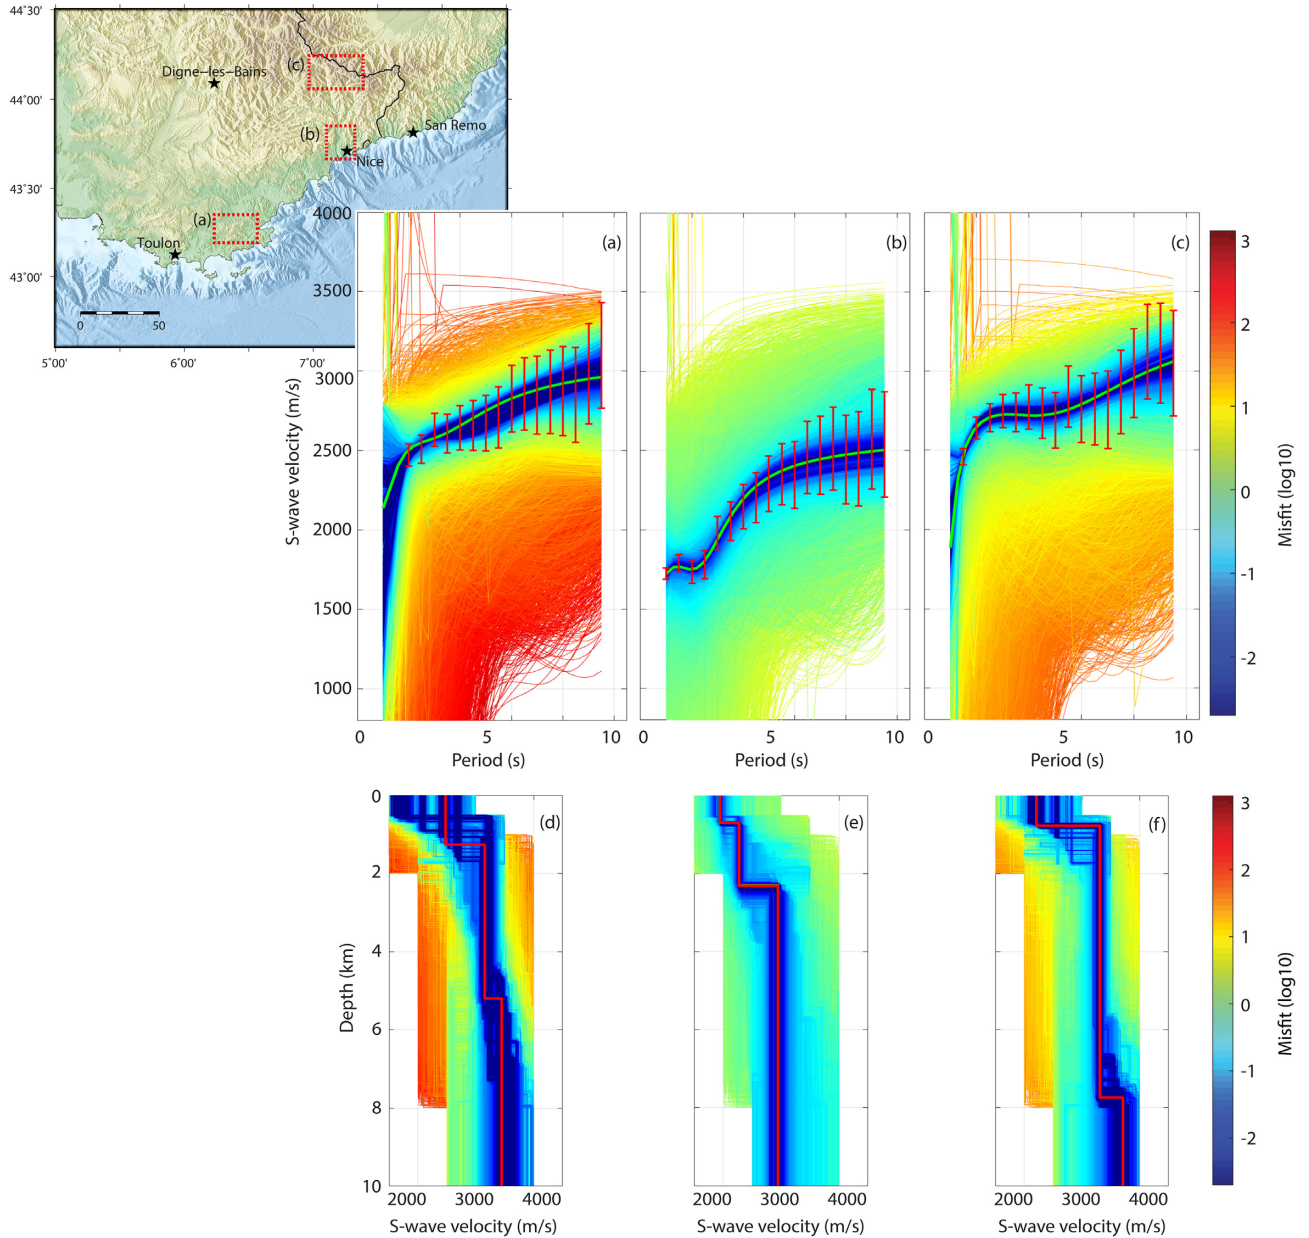 44˚30'
44˚00'
43˚30'
43˚00'
5˚00'
6˚00'
7˚00'
Digne−les−Bains
(c)
(b)
San Remo
Nice
(a)
Toulon
0
50
4000
3500
3000
2500
2000
1500
1000
S-wave velocity (m/s)
(a)
(b)
(c)
0
5
10
0
5
10
0
5
10
Period (s)
Period (s)
Period (s)
3
2
1
0
-1
-2
Misfit (log10)
0
2
4
6
8
10
Depth (km)
(d)
(e)
(f)
2000
3000
4000
2000
3000
4000
2000
3000
4000
S-wave velocity (m/s)
S-wave velocity (m/s)
S-wave velocity (m/s)
3
2
1
0
-1
-2
Misfit (log10)